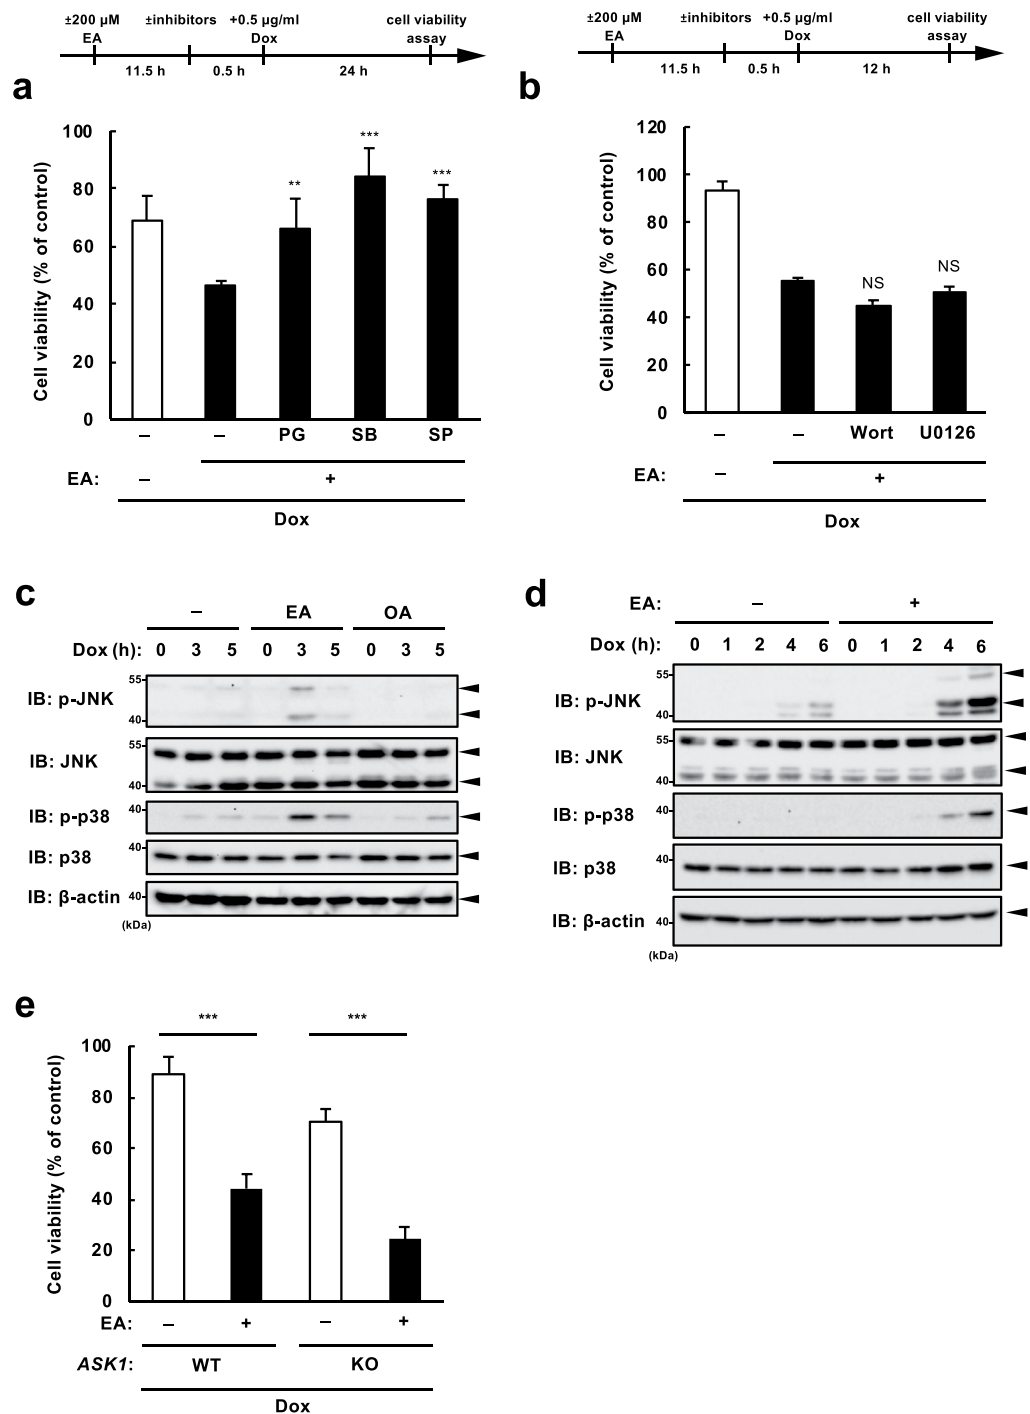 ±200 µM ±inhibitors +0.5 µg/ml cell viability
EA Dox assay
11.5 h 0.5 h 24 h
a
Cell viability (% of control)
100
80
60
40
20
0
** *** ***
– – PG SB SP
EA: – +
Dox
±200 µM ±inhibitors +0.5 µg/ml cell viability
EA Dox assay
11.5 h 0.5 h 12 h
b
Cell viability (% of control)
120
100
80
60
40
20
0
NS NS
– – Wort U0126
EA: – +
Dox
c
– EA OA
Dox (h): 0 3 5 0 3 5 0 3 5
IB: p-JNK 55- 40-
IB: JNK 55- 40-
IB: p-p38 40-
IB: p38 40-
IB: β-actin 40-
(kDa)
d
EA: – +
Dox (h): 0 1 2 4 6 0 1 2 4 6
IB: p-JNK 55- 40-
IB: JNK 55- 40-
IB: p-p38 40-
IB: p38 40-
IB: β-actin 40-
(kDa)
e
Cell viability (% of control)
100
80
60
40
20
0
*** ***
EA: – + – +
ASK1: WT KO
Dox